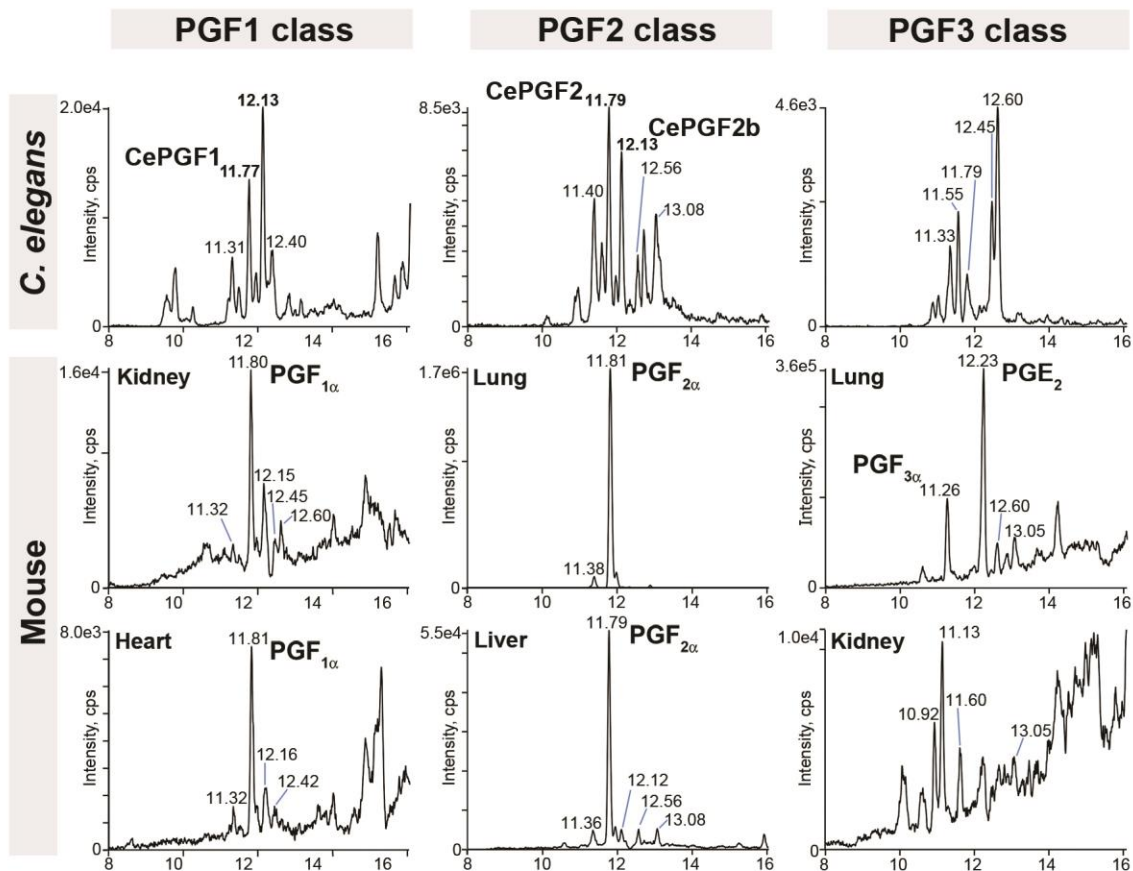 PGF1 class PGF2 class PGF3 class
C. elegans
2.0e4
12.13
CePGF1
11.77
11.31
12.40
Intensity, cps
0
8 10 12 14 16
8.5e3
CePGF2
11.79
CePGF2b
12.13
12.56
11.40
13.08
Intensity, cps
0
8 10 12 14 16
4.6e3
12.60
12.45
11.79
11.55
11.33
Intensity, cps
0
8 10 12 14 16
Mouse
1.6e4
Kidney
11.80
PGF1α
12.15
12.45
12.60
11.32
Intensity, cps
0
8 10 12 14 16
1.7e6
Lung
11.81
PGF2α
11.38
Intensity, cps
0
8 10 12 14 16
3.6e5
Lung
12.23
PGE2
PGF3α
11.26
12.60
13.05
Intensity, cps
0
8 10 12 14 16
8.0e3
Heart
11.81
PGF1α
12.16
12.42
11.32
Intensity, cps
0
8 10 12 14 16
5.5e4
Liver
11.79
PGF2α
12.12
12.56
13.08
11.36
Intensity, cps
0
8 10 12 14 16
1.0e4
Kidney
11.13
10.92
11.60
13.05
Intensity, cps
0
8 10 12 14 16